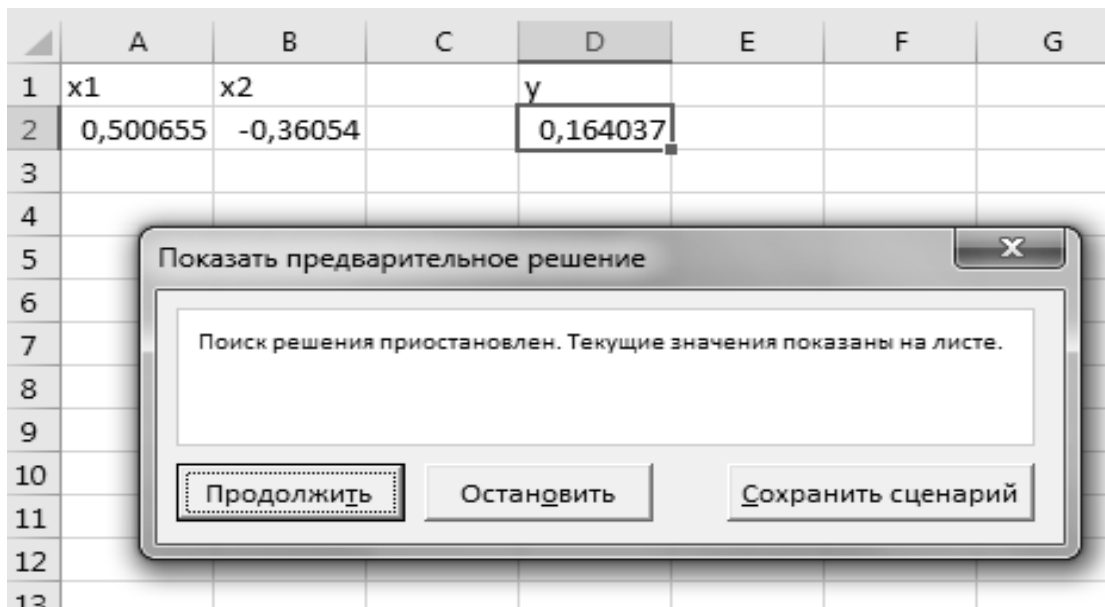 A B C D E F G
1 x1 x2 y
2 0,500655 -0,36054 0,164037
3
4
5 Показать предварительное решение x
6
7 Поиск решения приостановлен. Текущие значения показаны на листе.
8
9
10 Продолжить Остановить Сохранить сценарий
11
12
13